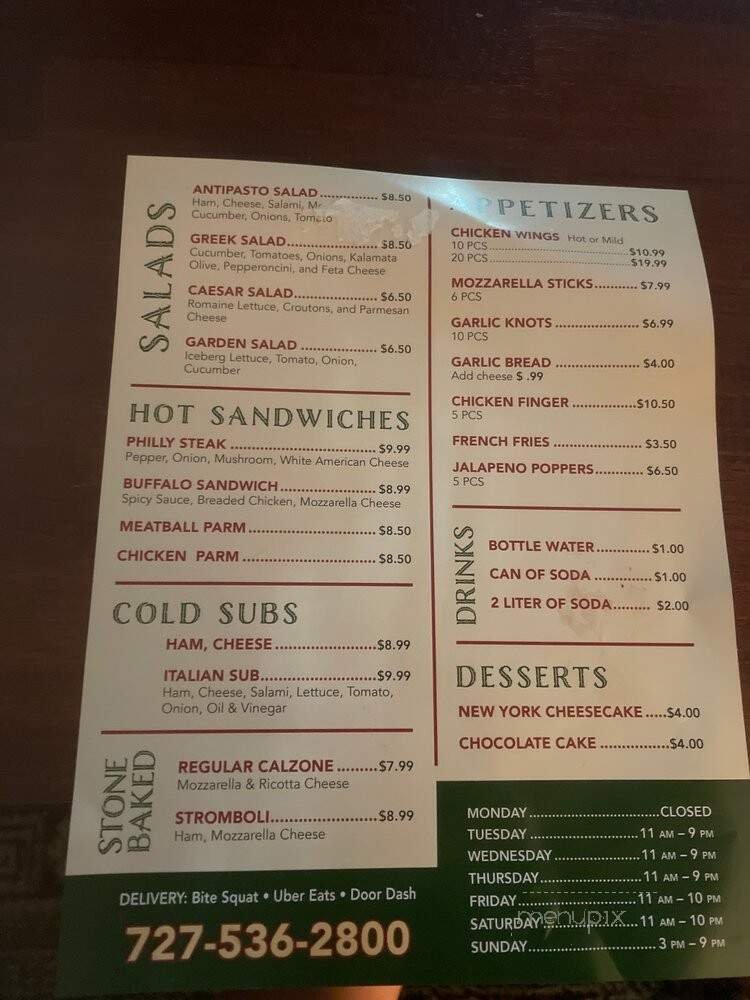 SALADS
ANTIPASTO SALAD.............. $8.50
Ham, Cheese, Salami,
Cucumber, Onions, Tomato
GREEK SALAD...................... $8.50
Cucumber, Tomatoes, Onions, Kalamata
Olive, Pepperoncini, and Feta Cheese
CAESAR SALAD.................... $6.50
Romaine Lettuce, Croutons, and Parmesan
Cheese
GARDEN SALAD .................. $6.50
Iceberg Lettuce, Tomato, Onion,
Cucumber
HOT SANDWICHES
PHILLY STEAK .................................. $9.99
Pepper, Onion, Mushroom, White American Cheese
BUFFALO SANDWICH...................... $8.99
Spicy Sauce, Breaded Chicken, Mozzarella Cheese
MEATBALL PARM............................. $8.50
CHICKEN PARM .............................. $8.50
COLD SUBS
HAM, CHEESE.......................$8.99
ITALIAN SUB..........................$9.99
Ham, Cheese, Salami, Lettuce, Tomato,
Onion, Oil & Vinegar
STONE
BAKED
REGULAR CALZONE .........$7.99
Mozzarella & Ricotta Cheese
STROMBOLI........................$8.99
Ham, Mozzarella Cheese
DELIVERY: Bite Squat • Uber Eats • Door Dash
727-536-2800
APPETIZERS
CHICKEN WINGS Hot or Mild
10 PCS.......................................$10.99
20 PCS.......................................$19.99
MOZZARELLA STICKS........... $7.99
6 PCS
GARLIC KNOTS ..................... $6.99
10 PCS
GARLIC BREAD ..................... $4.00
Add cheese $ .99
CHICKEN FINGER ................$10.50
5 PCS
FRENCH FRIES ...................... $3.50
JALAPENO POPPERS............ $6.50
5 PCS
DRINKS
BOTTLE WATER.............$1.00
CAN OF SODA ..............$1.00
2 LITER OF SODA......... $2.00
DESSERTS
NEW YORK CHEESECAKE .....$4.00
CHOCOLATE CAKE ................$4.00
MONDAY ..............................CLOSED
TUESDAY ..........................11 AM – 9 PM
WEDNESDAY ....................11 AM – 9 PM
THURSDAY.......................11 AM – 9 PM
FRIDAY............................11 AM – 10 PM
menupix
SATURDAY.......................11 AM – 10 PM
SUNDAY.............................. 3 PM – 9 PM